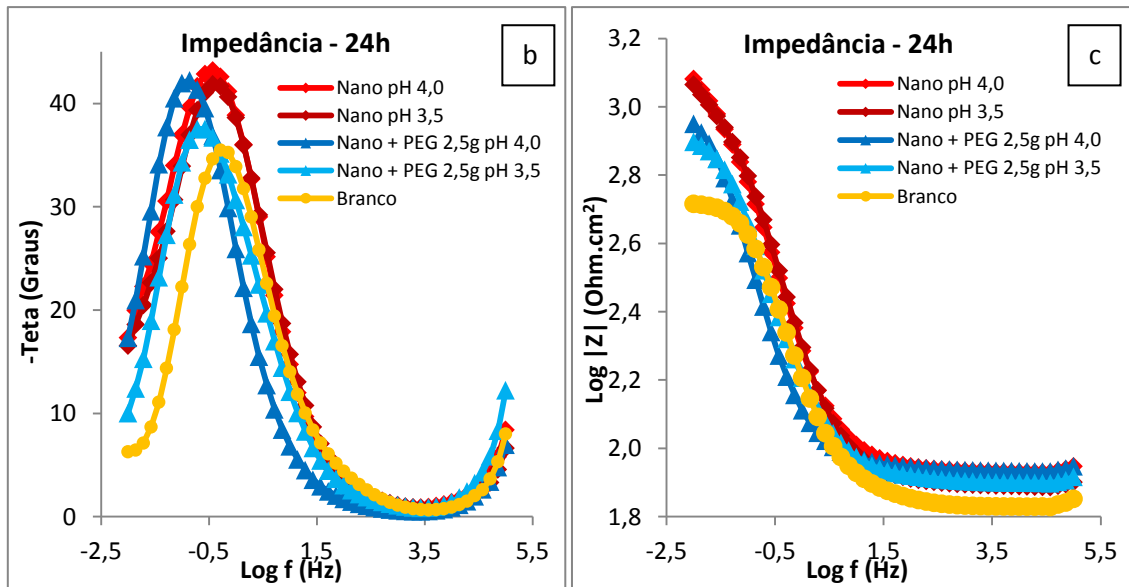 Impedância - 24h
b
Nano pH 4,0
Nano pH 3,5
Nano + PEG 2,5g pH 4,0
Nano + PEG 2,5g pH 3,5
Branco
-Teta (Graus)
40
30
20
10
0
-2,5 -0,5 1,5 3,5 5,5
Log f (Hz)
Impedância - 24h
c
Nano pH 4,0
Nano pH 3,5
Nano + PEG 2,5g pH 4,0
Nano + PEG 2,5g pH 3,5
Branco
Log |Z| (Ohm.cm²)
3,2
3,0
2,8
2,6
2,4
2,2
2,0
1,8
-2,5 -0,5 1,5 3,5 5,5
Log f (Hz)